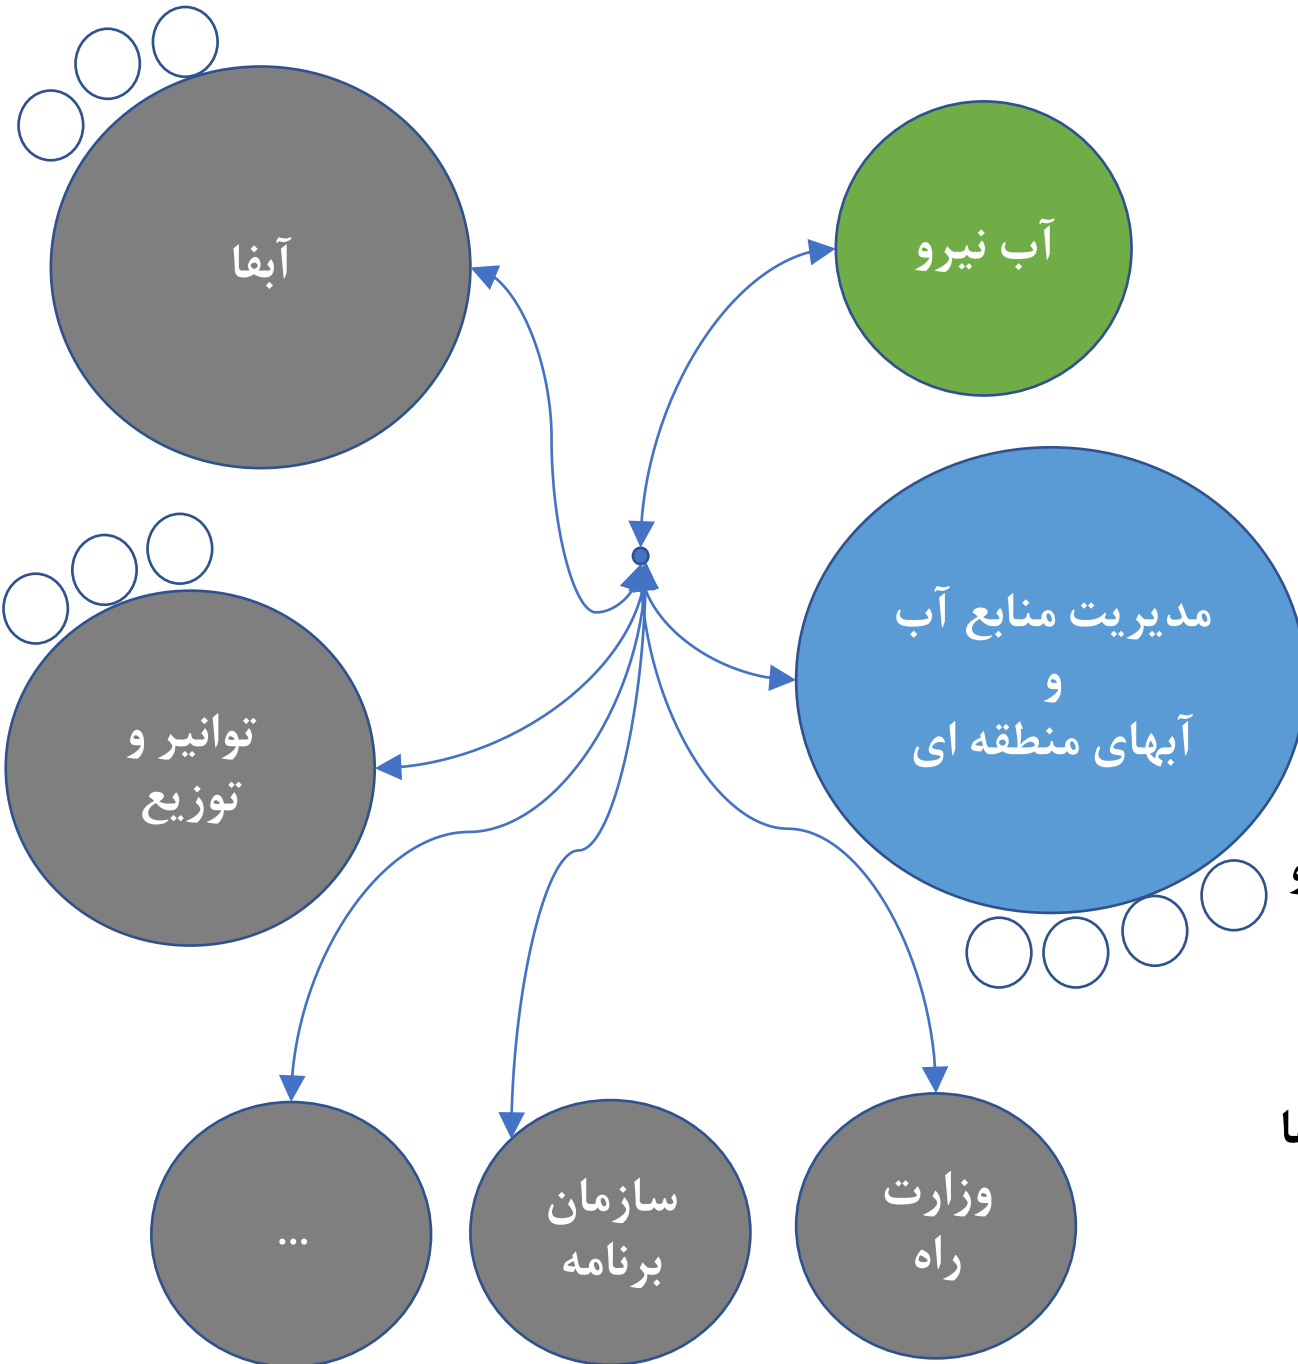 آب نیرو
آبفا
مدیریت منابع آب
و
آبهای منطقه ای
توانیر و
توزیع
و
وزارت
راه
سازمان
برنامه
...